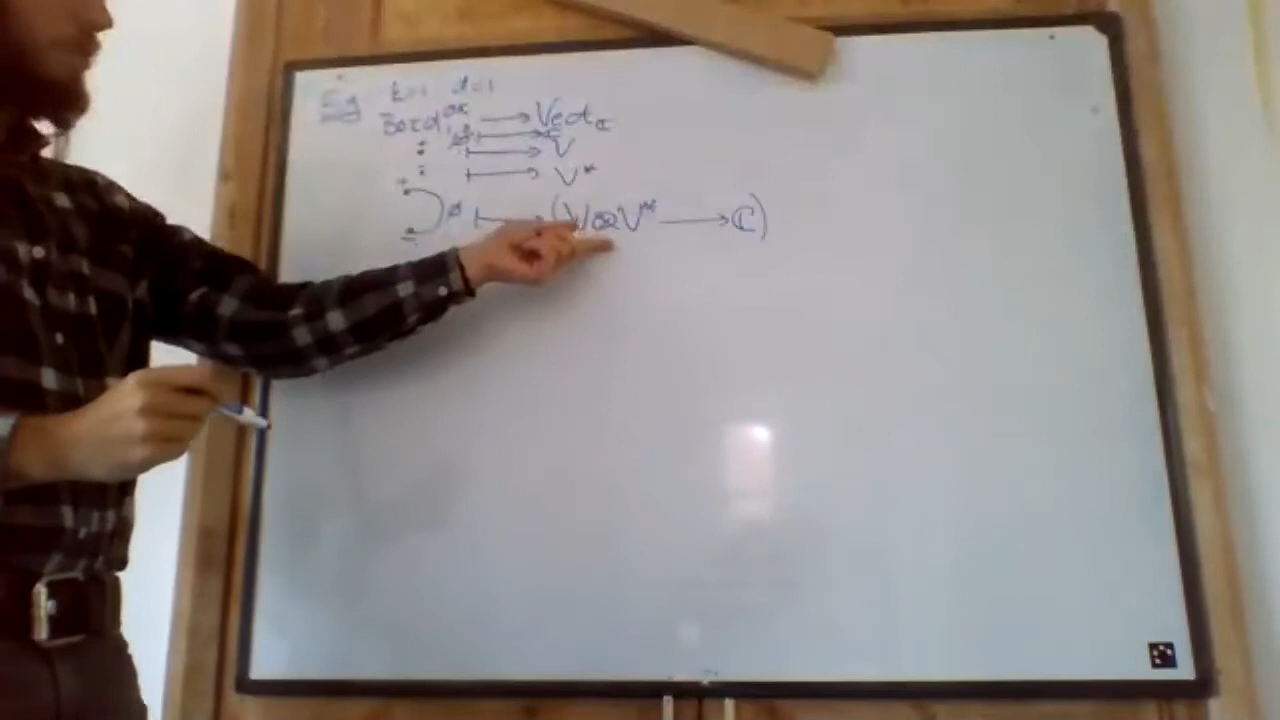 Eg k=1 d=1
Bord₁^or ⟶ Vect_ℂ
∅ ⟼ ℂ
+ ⟼ V
- ⟼ V*
+ - ∅ ⟼ (V⊗V* ⟶ ℂ)